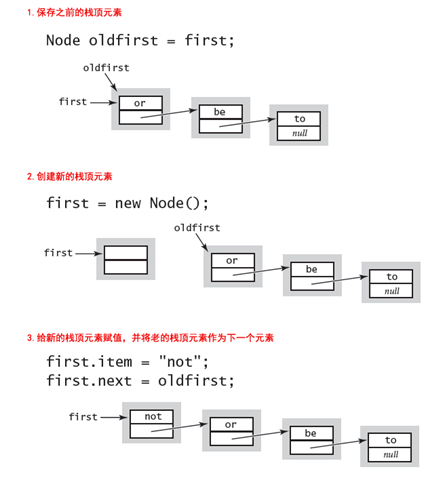 1.保存之前的栈顶元素
Node oldfirst = first;
oldfirst
first
or
be
to
null
2.创建新的栈顶元素
first = new Node();
oldfirst
first
or
be
to
null
3.给新的栈顶元素赋值，并将老的栈顶元素作为下一个元素
first.item = "not";
first.next = oldfirst;
first
not
or
be
to
null